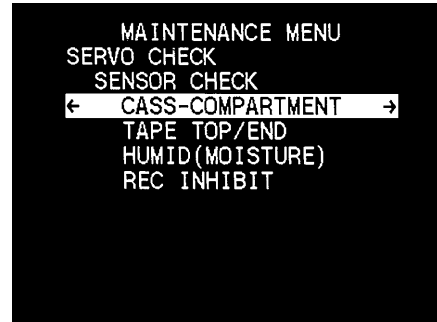 MAINTENANCE MENU
SERVO CHECK
SENSOR CHECK
← CASS-COMPARTMENT →
TAPE TOP/END
HUMID(MOISTURE)
REC INHIBIT